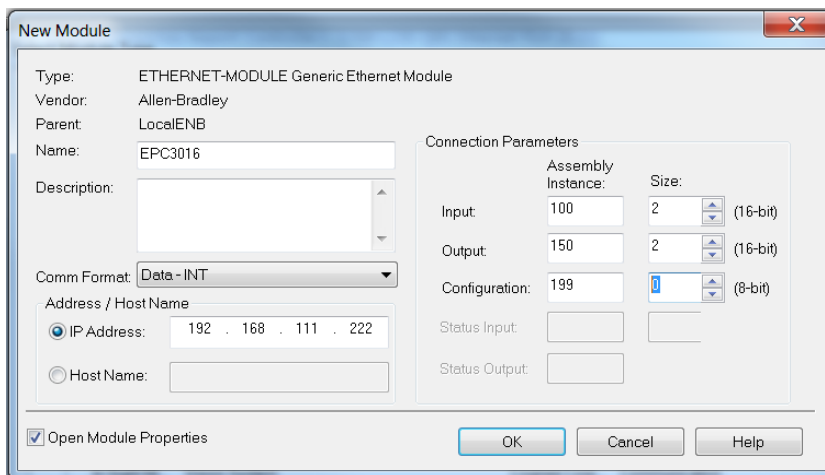 New Module
Type: ETHERNET-MODULE Generic Ethernet Module
Vendor: Allen-Bradley
Parent: LocalENB
Name: EPC3016
Description:
Comm Format: Data - INT
Address / Host Name
IP Address: 192 . 168 . 111 . 222
Host Name:
Connection Parameters
Assembly Instance: Size:
Input: 100 2 (16-bit)
Output: 150 2 (16-bit)
Configuration: 199 0 (8-bit)
Status Input:
Status Output:
Open Module Properties
OK Cancel Help